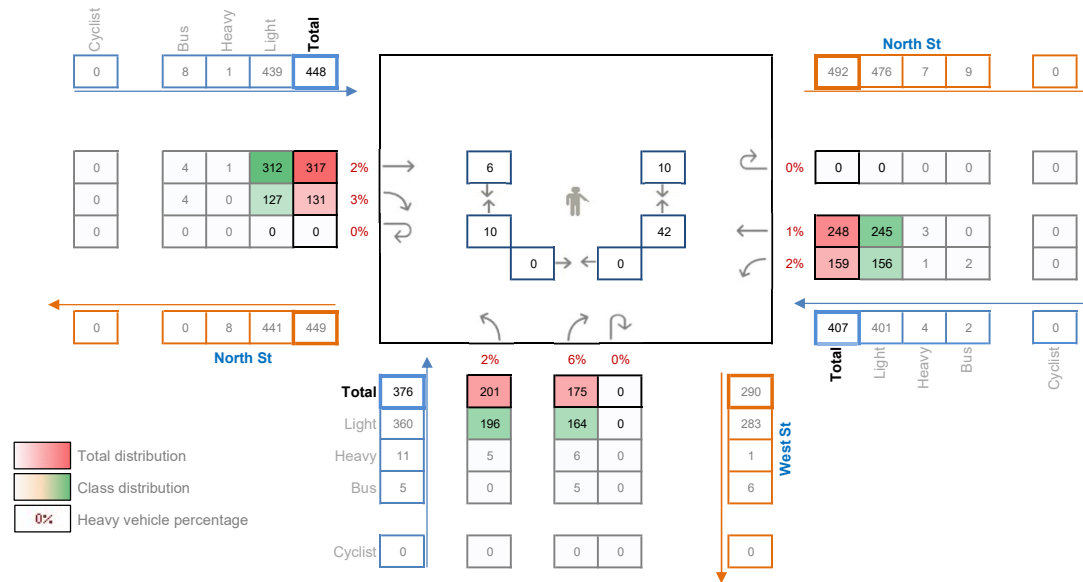 Cyclist Bus Heavy Light Total
North St
0 8 1 439 448
492 476 7 9 0
0 4 1 312 317 2%
6 10
0% 0 0 0 0 0
0 4 0 127 131 3%
0 0 0 0 0 0%
10 42
1% 248 245 3 0 0
0 0
2% 159 156 1 2 0
0 0 8 441 449
407 401 4 2 0
North St
Total Light Heavy Bus Cyclist
2% 6% 0%
Total 376 201 175 0 290
Light 360 196 164 0 283
West St
Heavy 11 5 6 0 1
Bus 5 0 5 0 6
Cyclist 0 0 0 0 0
Total distribution
Class distribution
0% Heavy vehicle percentage